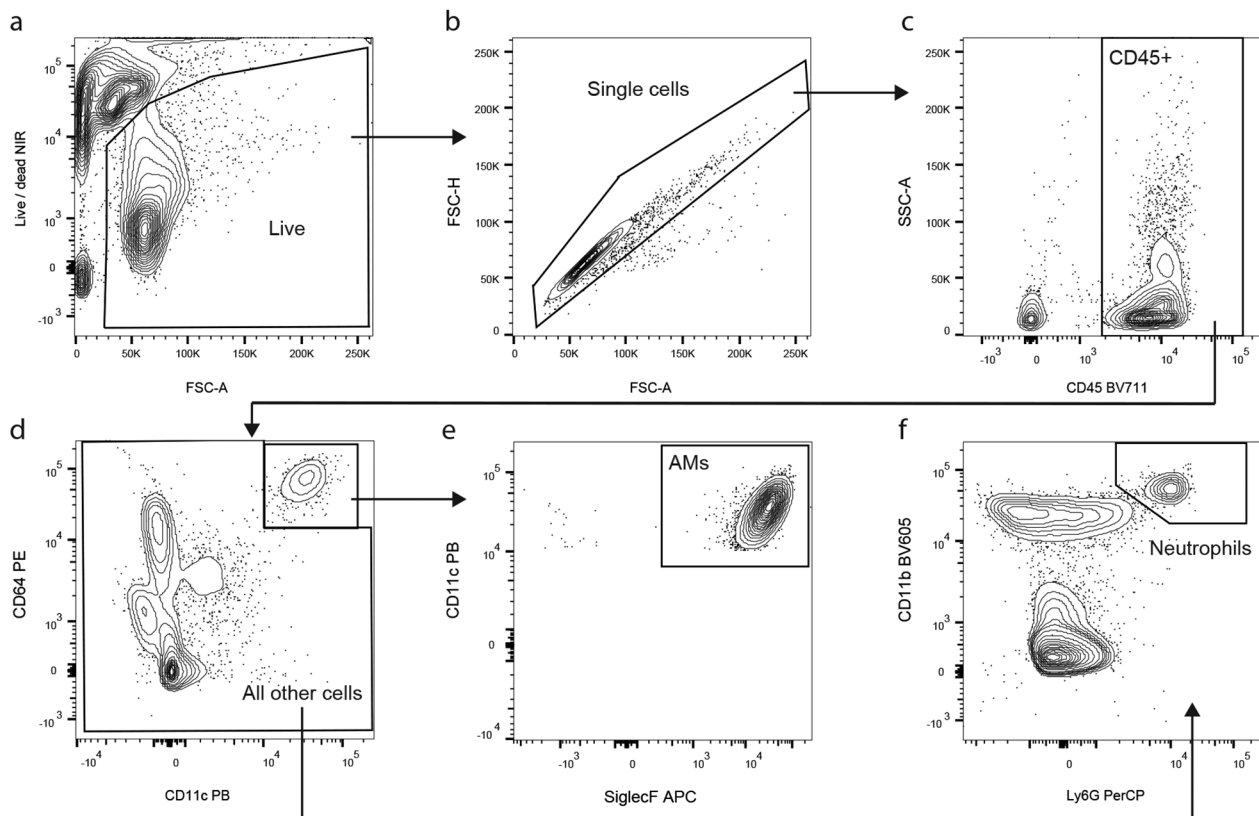 a
10^5
10^4
10^3
0
-10^3
Live / dead NIR
Live
0 50K 100K 150K 200K 250K
FSC-A
b
250K
200K
150K
100K
50K
0
FSC-H
Single cells
0 50K 100K 150K 200K 250K
FSC-A
c
250K
200K
150K
100K
50K
0
SSC-A
CD45+
-10^3 0 10^3 10^4 10^5
CD45 BV711
d
10^5
10^4
10^3
0
-10^3
CD64 PE
All other cells
-10^4 0 10^4 10^5
CD11c PB
e
10^5
10^4
0
-10^4
CD11c PB
AMs
0 10^3 10^4 10^5
SiglecF APC
f
10^5
10^4
10^3
0
-10^3
CD11b BV605
Neutrophils
0 10^4 10^5
Ly6G PerCP